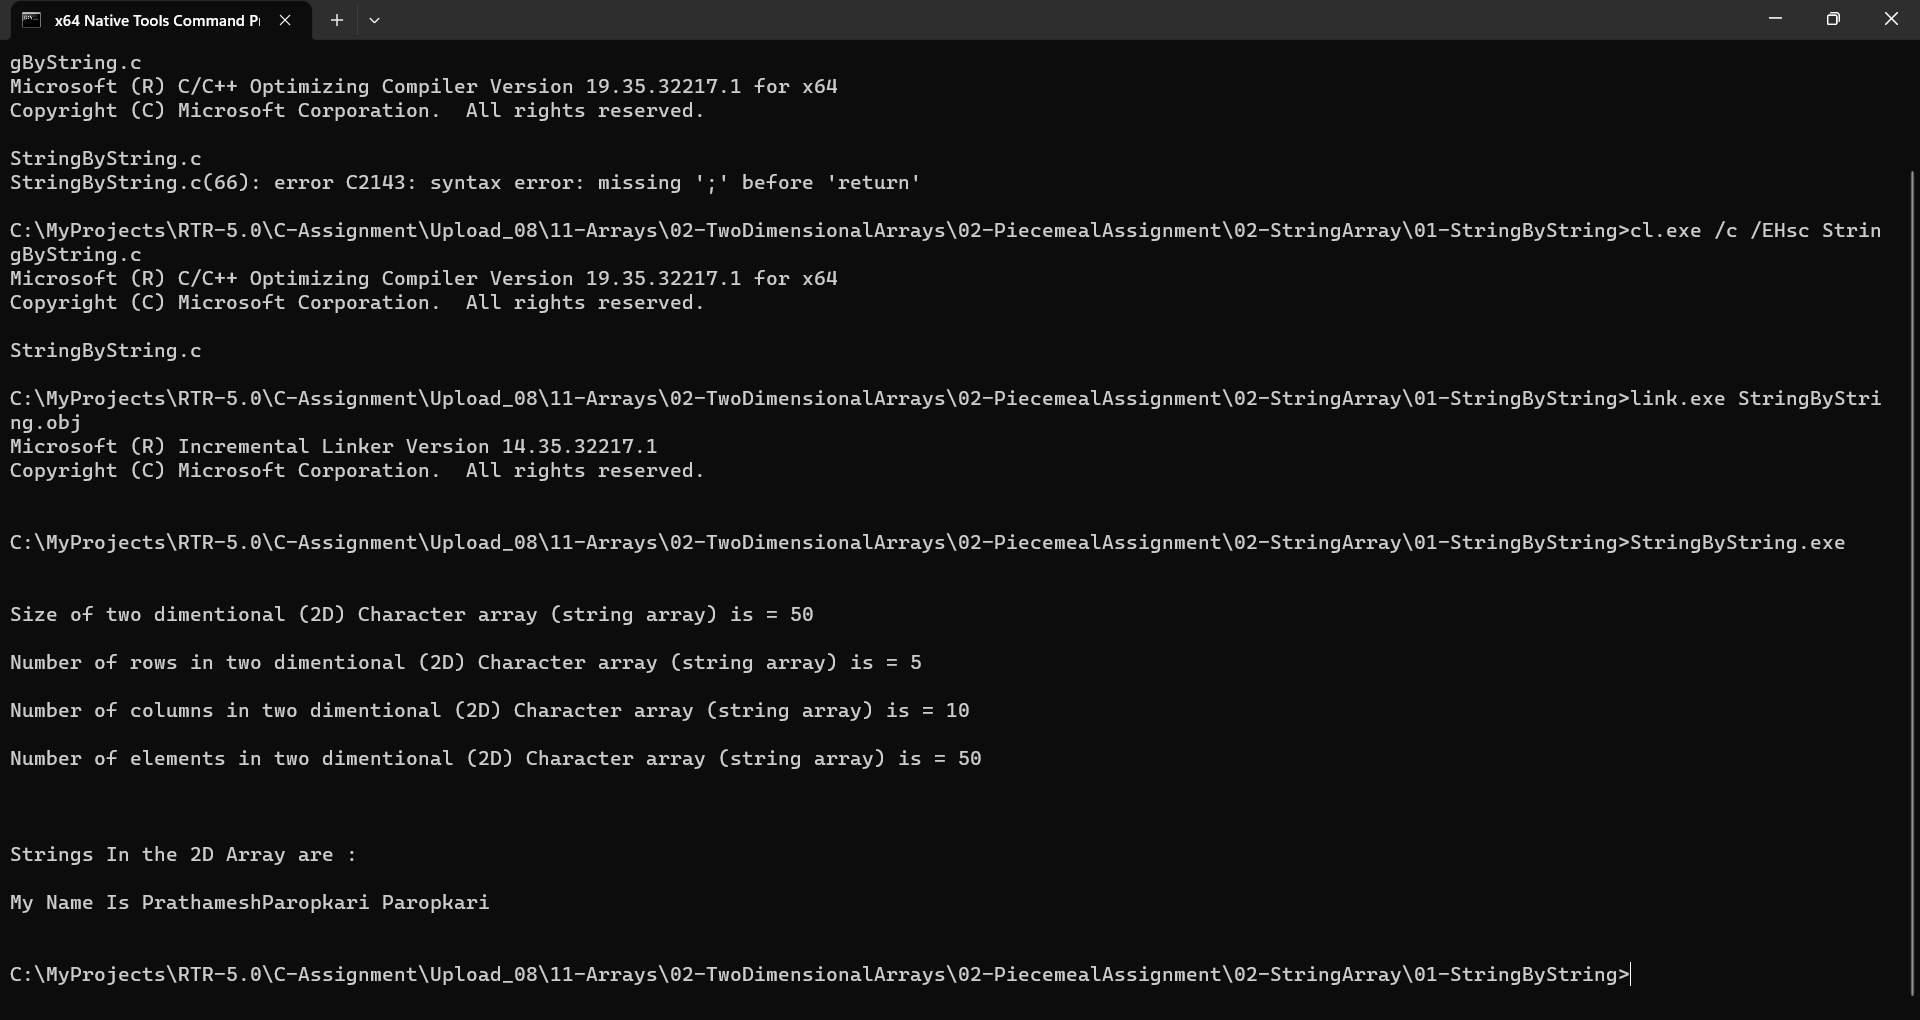 x64 Native Tools Command P
gByString.c
Microsoft (R) C/C++ Optimizing Compiler Version 19.35.32217.1 for x64
Copyright (C) Microsoft Corporation.  All rights reserved.
StringByString.c
StringByString.c(66): error C2143: syntax error: missing ';' before 'return'
C:\MyProjects\RTR-5.0\C-Assignment\Upload_08\11-Arrays\02-TwoDimensionalArrays\02-PiecemealAssignment\02-StringArray\01-StringByString>cl.exe /c /EHsc Strin
gByString.c
Microsoft (R) C/C++ Optimizing Compiler Version 19.35.32217.1 for x64
Copyright (C) Microsoft Corporation.  All rights reserved.
StringByString.c
C:\MyProjects\RTR-5.0\C-Assignment\Upload_08\11-Arrays\02-TwoDimensionalArrays\02-PiecemealAssignment\02-StringArray\01-StringByString>link.exe StringByStri
ng.obj
Microsoft (R) Incremental Linker Version 14.35.32217.1
Copyright (C) Microsoft Corporation.  All rights reserved.
C:\MyProjects\RTR-5.0\C-Assignment\Upload_08\11-Arrays\02-TwoDimensionalArrays\02-PiecemealAssignment\02-StringArray\01-StringByString>StringByString.exe
Size of two dimentional (2D) Character array (string array) is = 50
Number of rows in two dimentional (2D) Character array (string array) is = 5
Number of columns in two dimentional (2D) Character array (string array) is = 10
Number of elements in two dimentional (2D) Character array (string array) is = 50
Strings In the 2D Array are :
My Name Is PrathameshParopkari Paropkari
C:\MyProjects\RTR-5.0\C-Assignment\Upload_08\11-Arrays\02-TwoDimensionalArrays\02-PiecemealAssignment\02-StringArray\01-StringByString>